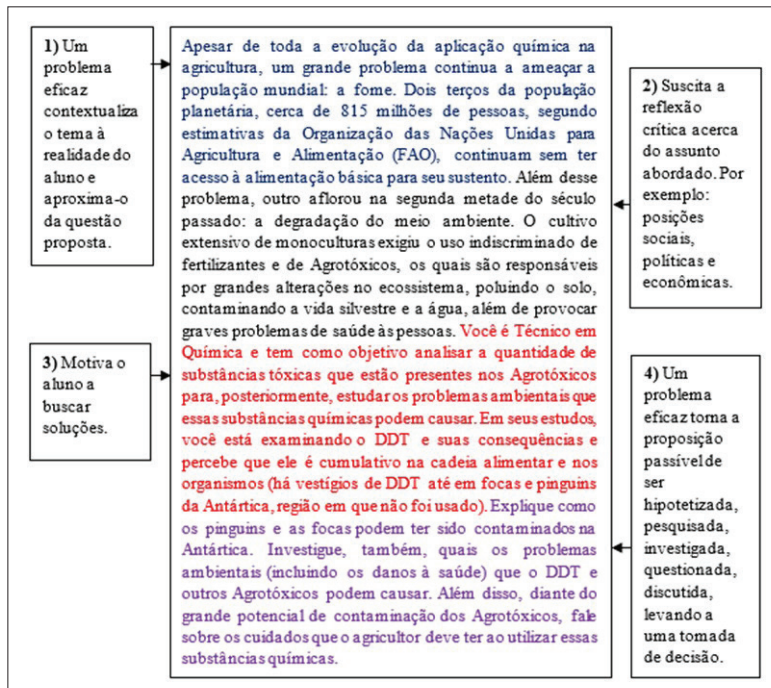 1) Um
problema
eficaz
contextualiza
o tema à
realidade do
aluno e
aproxima-o
da questão
proposta.
3) Motiva o
aluno a
buscar
soluções.
Apesar de toda a evolução da aplicação química na
agricultura, um grande problema continua a ameaçar a
população mundial: a fome. Dois terços da população
planetária, cerca de 815 milhões de pessoas, segundo
estimativas da Organização das Nações Unidas para
Agricultura e Alimentação (FAO), continuam sem ter
acesso à alimentação básica para seu sustento. Além desse
problema, outro aflorou na segunda metade do século
passado: a degradação do meio ambiente. O cultivo
extensivo de monoculturas exigiu o uso indiscriminado de
fertilizantes e de Agrotóxicos, os quais são responsáveis
por grandes alterações no ecossistema, poluindo o solo,
contaminando a vida silvestre e a água, além de provocar
graves problemas de saúde às pessoas. Você é Técnico em
Química e tem como objetivo analisar a quantidade de
substâncias tóxicas que estão presentes nos Agrotóxicos
para, posteriormente, estudar os problemas ambientais que
essas substâncias químicas podem causar. Em seus estudos,
você está examinando o DDT e suas consequências e
percebe que ele é cumulativo na cadeia alimentar e nos
organismos (há vestígios de DDT até em focas e pinguins
da Antártica, região em que não foi usado). Explique como
os pinguins e as focas podem ter sido contaminados na
Antártica. Investigue, também, quais os problemas
ambientais (incluindo os danos à saúde) que o DDT e
outros Agrotóxicos podem causar. Além disso, diante do
grande potencial de contaminação dos Agrotóxicos, fale
sobre os cuidados que o agricultor deve ter ao utilizar essas
substâncias químicas.
2) Suscita a
reflexão
crítica acerca
do assunto
abordado. Por
exemplo:
posições
sociais,
políticas e
econômicas.
4) Um
problema
eficaz torna a
proposição
passível de
ser
hipotetizada,
pesquisada,
investigada,
questionada,
discutida,
levando a
uma tomada
de decisão.